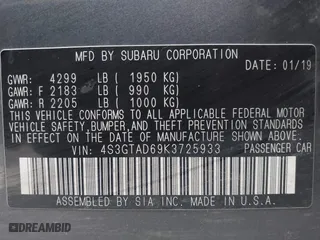 MFD BY SUBARU CORPORATION
GVWR: 4299 LB ( 1950 KG) 01/19
GAWR: F 2183 LB ( 990 KG)
GAWR: R 2205 LB ( 1000 KG)
THIS VEHICLE CONFORMS TO ALL APPLICABLE FEDERAL MOTOR
VEHICLE SAFETY, BUMPER, AND THEFT PREVENTION STANDARDS
IN EFFECT ON THE DATE OF MANUFACTURE SHOWN ABOVE.
VIN: 4S3GTAD69K3725933 PASSENGER CAR
ASSEMBLED BY SIA INC. IN U.S.A.
DREAMBID